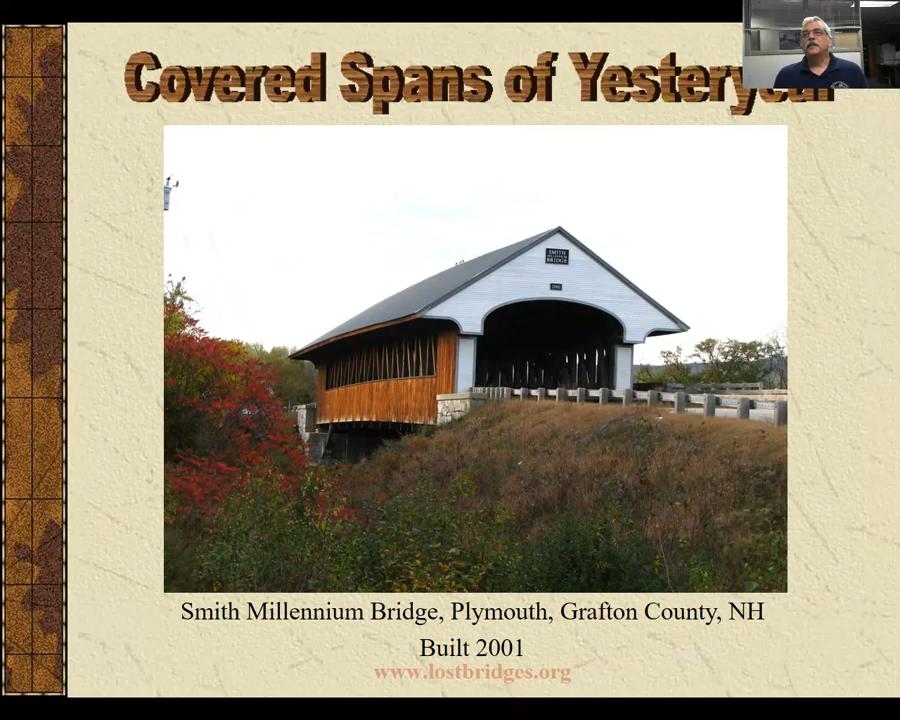 Covered Spans of Yesteryear
SMITH
MILLENNIUM
BRIDGE
2001
Smith Millennium Bridge, Plymouth, Grafton County, NH
Built 2001
www.lostbridges.org